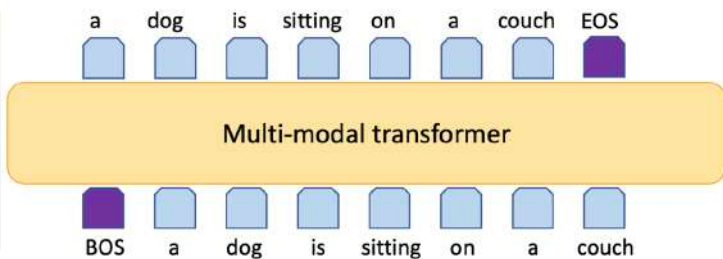 a dog is sitting on a couch EOS
Multi-modal transformer
BOS a dog is sitting on a couch